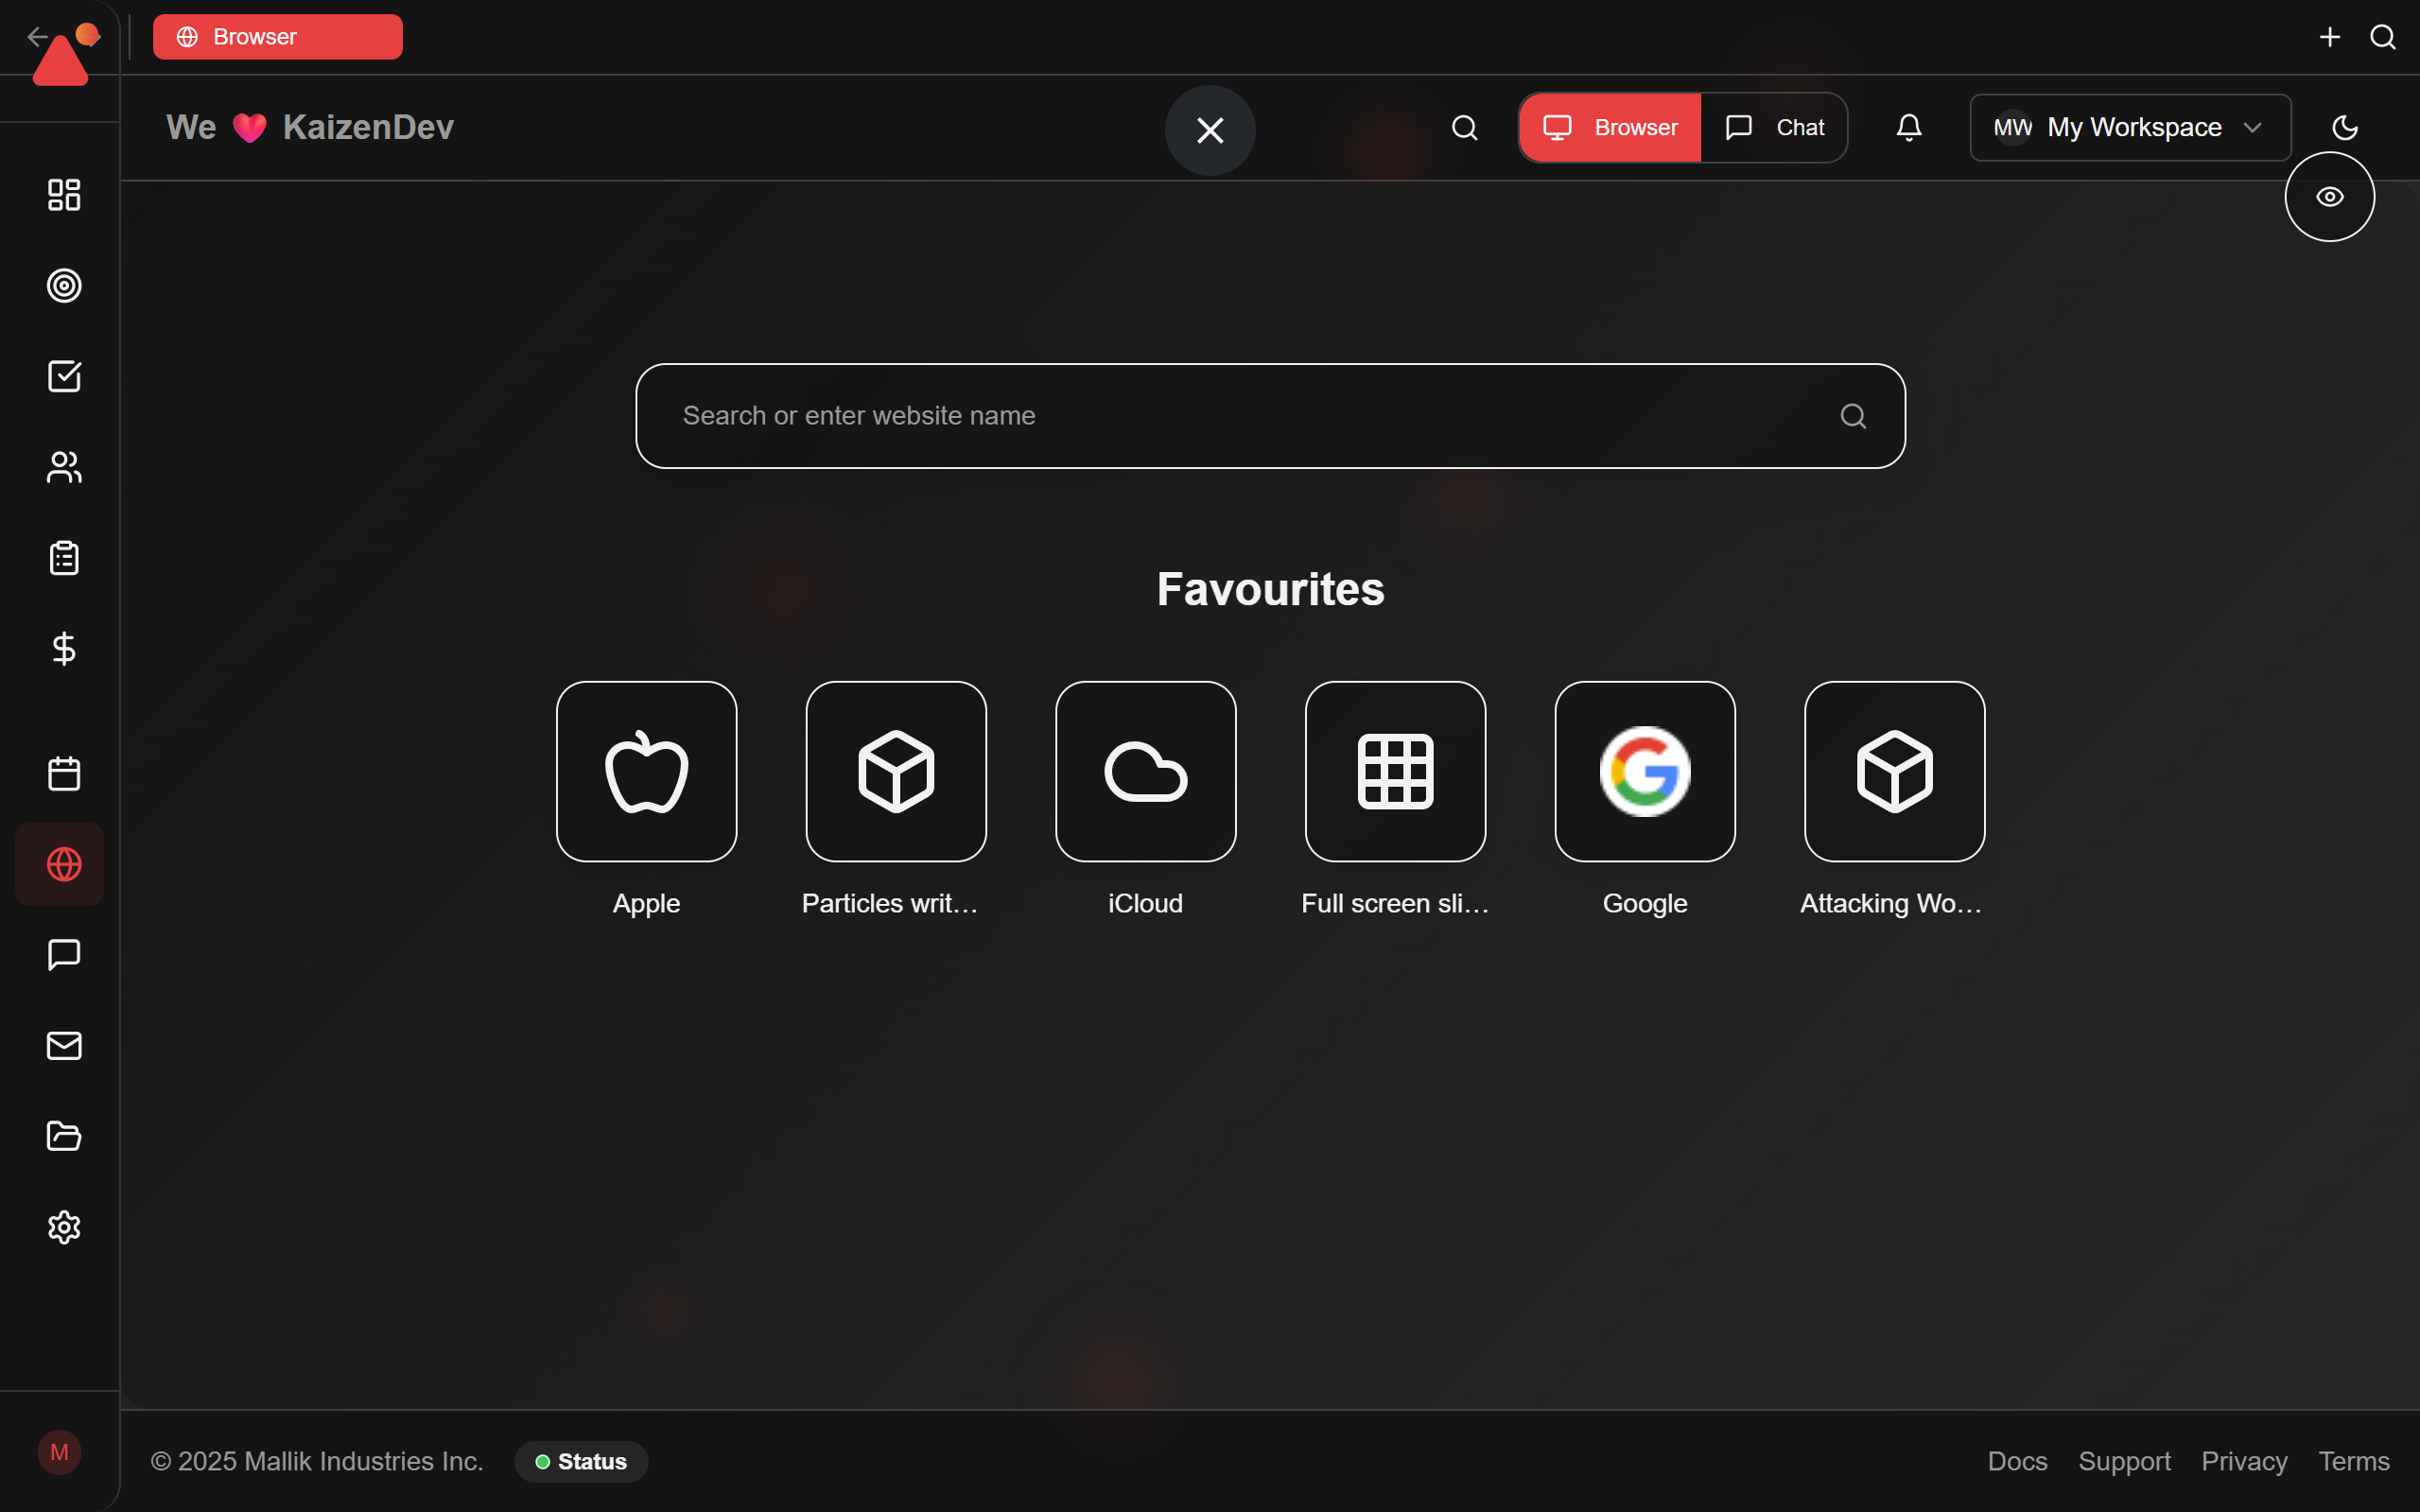 Browser
We ❤️ KaizenDev
Browser
Chat
MW My Workspace
Search or enter website name
Favourites
Apple
Particles writ…
iCloud
Full screen sli…
Google
Attacking Wo…
M
© 2025 Mallik Industries Inc.
Status
Docs
Support
Privacy
Terms